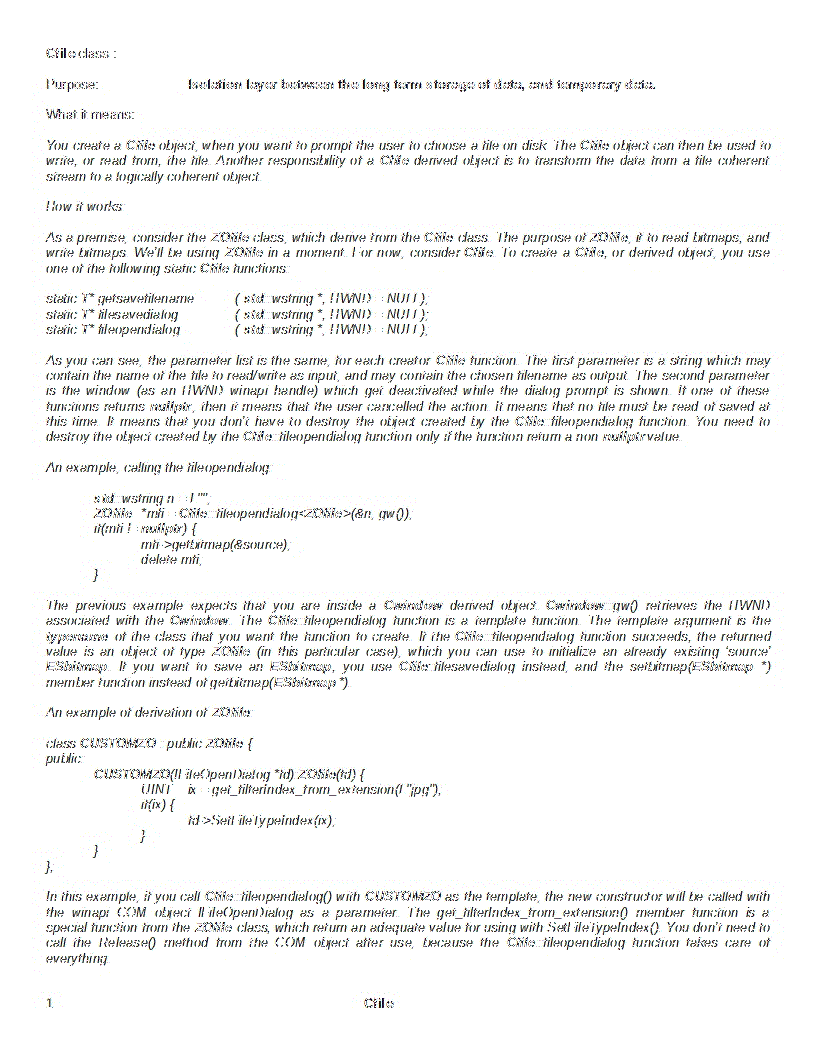 Cfile class :
Purpose: Isolation layer between the long term storage of data, and temporary data.
What it means:
You create a Cfile object, when you want to prompt the user to choose a file on disk. The Cfile object can then be used to
write, or read from, the file. Another responsibility of a Cfile derived object is to transform the data from a file coherent
stream to a logically coherent object.
How it works:
As a premise, consider the ZOfile class, which derive from the Cfile class. The purpose of ZOfile, it to read bitmaps, and
write bitmaps. We'll be using ZOfile in a moment. For now, consider Cfile. To create a Cfile, or derived object, you use
one of the following static Cfile functions:
static T* getsavefilename ( std::wstring *, HWND = NULL );
static T* filesavedialog ( std::wstring *, HWND = NULL );
static T* fileopendialog ( std::wstring *, HWND = NULL );
As you can see, the parameter list is the same, for each creator Cfile function. The first parameter is a string which may
contain the name of the file to read/write as input, and may contain the chosen filename as output. The second parameter
is the window (as an HWND winapi handle) which get deactivated while the dialog prompt is shown. If one of these
functions returns nullptr, then it means that the user cancelled the action. It means that no file must be read of saved at
this time. It means that you don't have to destroy the object created by the Cfile::fileopendialog function. You need to
destroy the object created by the Cfile::fileopendialog function only if the function return a non-nullptr value.
An example, calling the fileopendialog:
std::wstring n = L"";
ZOfile *mfi = Cfile::fileopendialog<ZOfile>(&n, gw());
if(mfi != nullptr) {
mfi->getbitmap(&source);
delete mfi;
}
The previous example expects that you are inside a Cwindow derived object. Cwindow::gw() retrieves the HWND
associated with the Cwindow. The Cfile::fileopendialog function is a template function. The template argument is the
typename of the class that you want the function to create. If the Cfile::fileopendialog function succeeds, the returned
value is an object of type ZOfile (in this particular case), which you can use to initialize an already existing 'source'
ESbitmap. If you want to save an ESbitmap, you use Cfile::filesavedialog instead, and the setbitmap(ESbitmap *)
member function instead of getbitmap(ESbitmap *).
An example of derivation of ZOfile:
class CUSTOMZO : public ZOfile {
public:
CUSTOMZO(IFileOpenDialog *fd):ZOfile(fd) {
UINT ix = get_filterIndex_from_extension(L"jpg");
if(ix) {
fd->SetFileTypeIndex(ix);
}
}
};
In this example, if you call Cfile::fileopendialog() with CUSTOMZO as the template, the new constructor will be called with
the winapi COM object IFileOpenDialog as a parameter. The get_filterIndex_from_extension() member function is a
special function from the ZOfile class, which return an adequate value for using with SetFileTypeIndex(). You don't need to
call the Release() method from the COM object after use, because the Cfile::fileopendialog function takes care of
everything.
1 Cfile